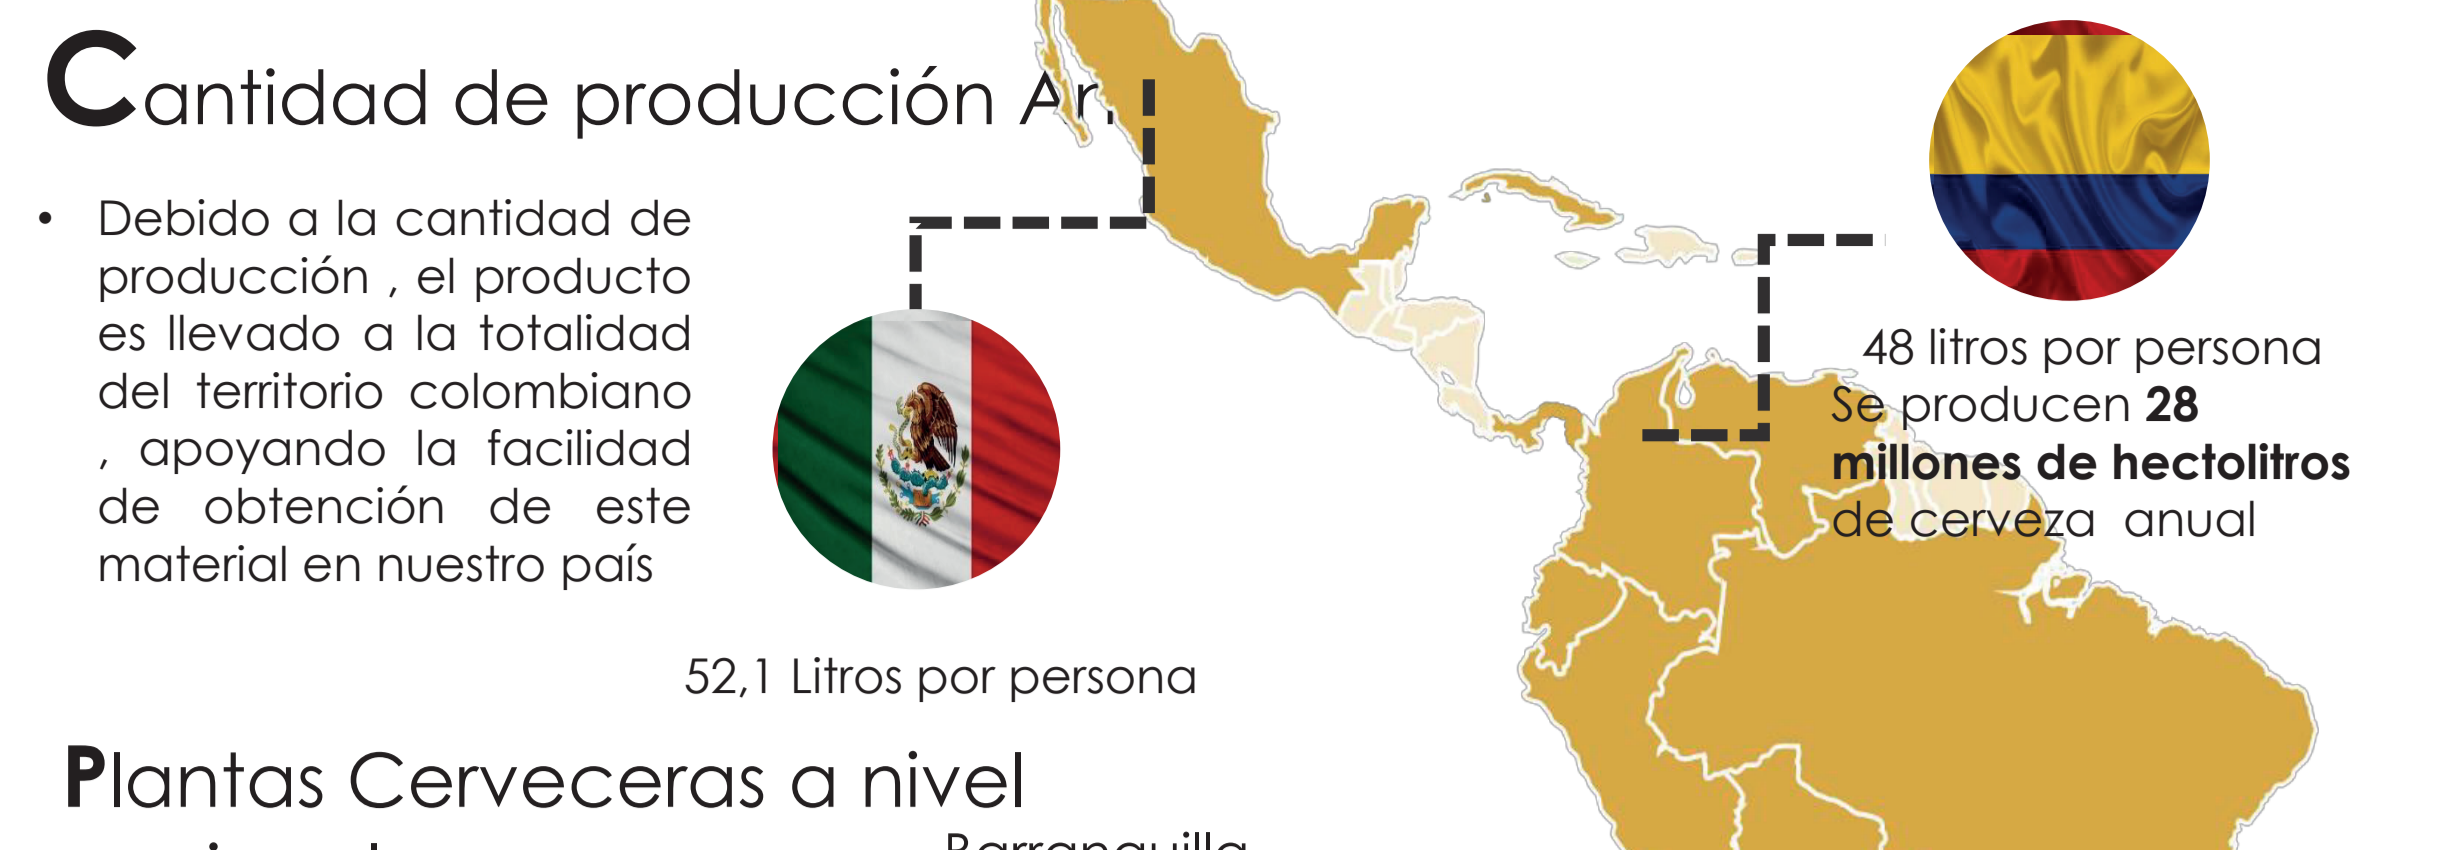 Cantidad de producción An
• Debido a la cantidad de
producción , el producto
es llevado a la totalidad
del territorio colombiano
, apoyando la facilidad
de obtención de este
material en nuestro país
48 litros por persona
Se producen 28
millones de hectolitros
de cerveza anual
52,1 Litros por persona
Plantas Cerveceras a nivel
Barranquilla